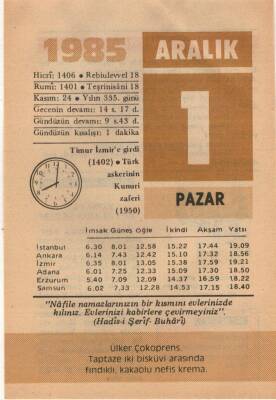 1985
ARALIK
1
PAZAR
Hicrî: 1406 • Rebiulevvel 18
Rumî: 1401 • Teşrinisâni 18
Kasım: 24 • Yılın 335. günü
Gecenin devamı: 14 s. 17 d.
Gündüzün devamı: 9 s.43 d.
Gündüzün kısalışı: 1 dakika
Timur İzmir'e girdi
(1402) • Türk
askerinin
Kunuri
zaferi
(1950)
İmsak Güneş Öğle İkindi Akşam Yatsı
İstanbul 6.30 8.01 12.58 15.22 17.44 19.09
Ankara 6.14 7.43 12.42 15.10 17.32 18.56
İzmir 6.35 8.01 13.05 15.38 17.59 19.21
Adana 6.01 7.25 12.33 15.09 17.30 18.50
Erzurum 5.40 7.09 12.09 14.37 16.59 18.22
Samsun 6.02 7.33 12.28 14.53 17.15 18.40
"Nâfile namazlarınızın bir kısmını evlerinizde
kılınız. Evlerinizi kabirlere çevirmeyiniz".
(Hadîs-i Şerîf- Buhârî)
Ülker Çokoprens.
Taptaze iki bisküvi arasında
fındıklı, kakaolu nefis krema.